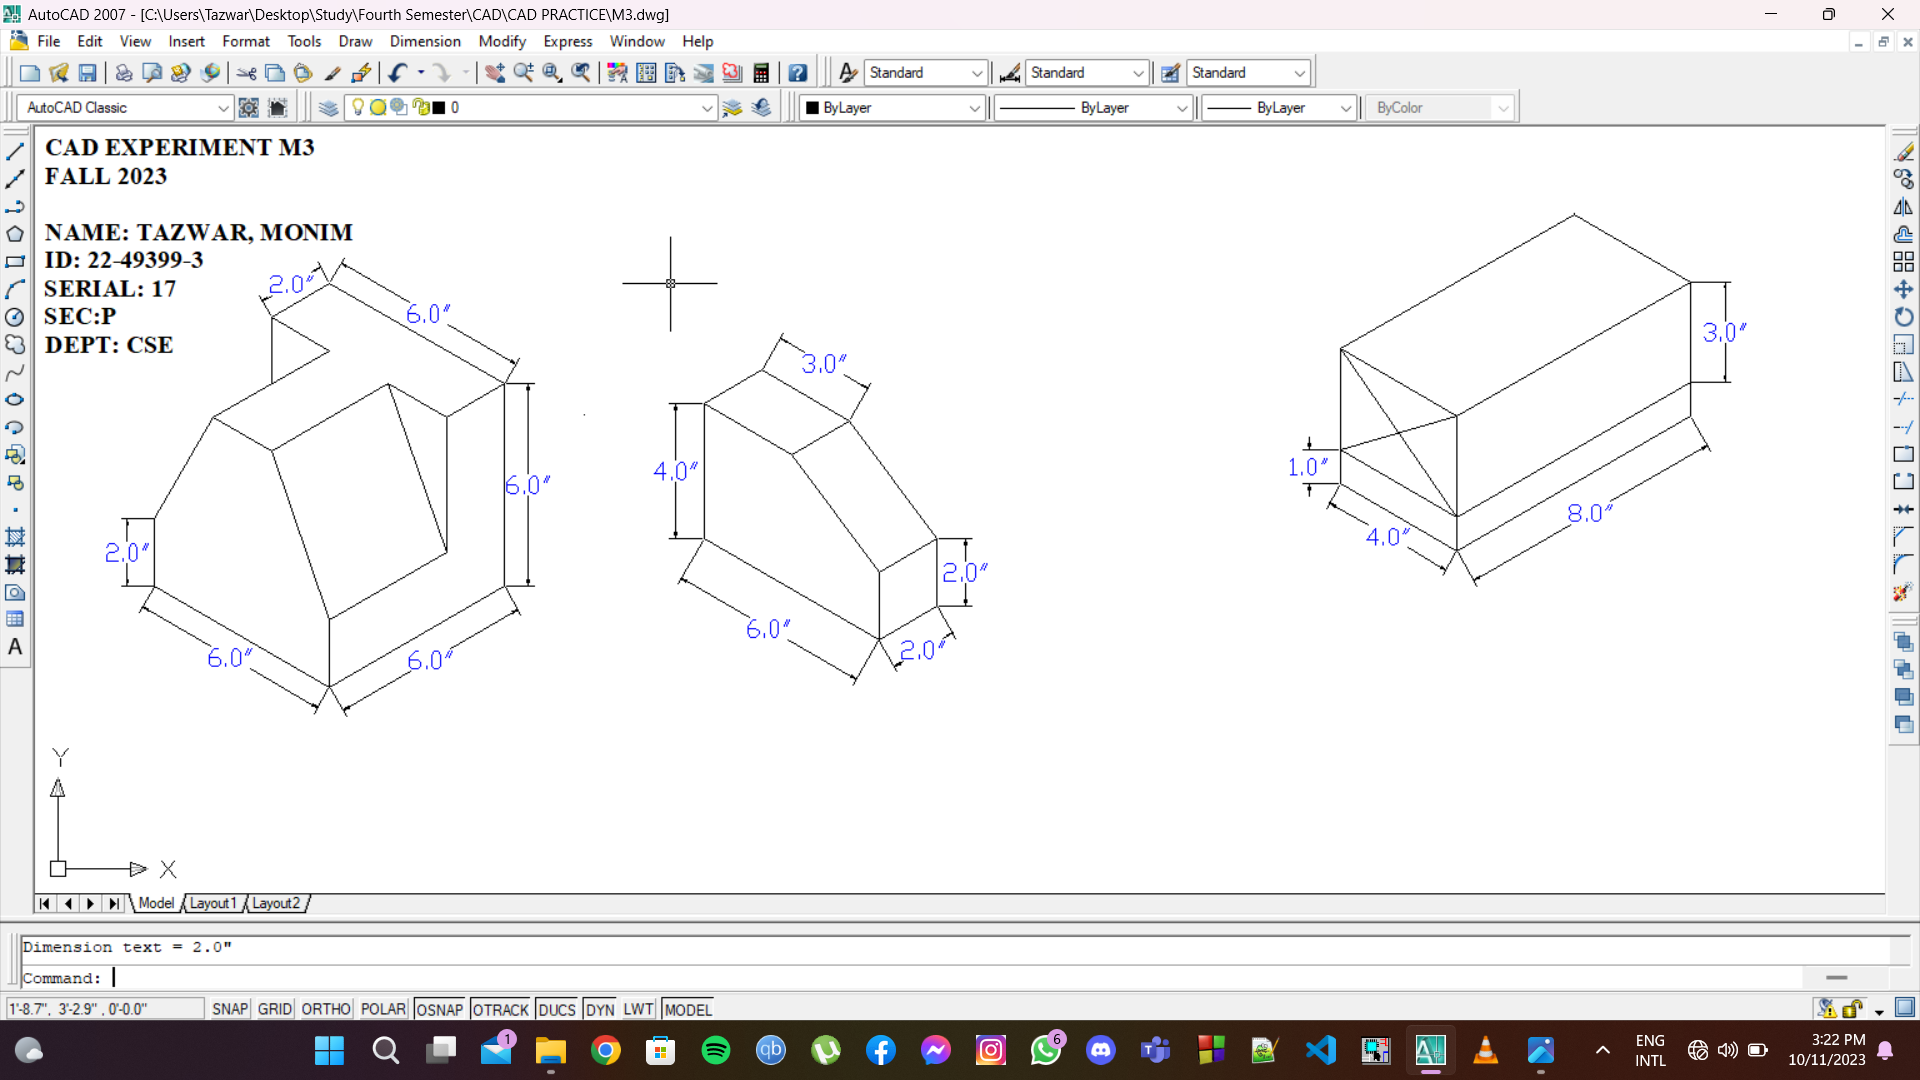 AutoCAD 2007 - [C:\Users\Tazwar\Desktop\Study\Fourth Semester\CAD\CAD PRACTICE\M3.dwg]
File Edit View Insert Format Tools Draw Dimension Modify Express Window Help
Standard Standard Standard
AutoCAD Classic 0 ByLayer ByLayer ByLayer ByColor
CAD EXPERIMENT M3
FALL 2023
NAME: TAZWAR, MONIM
ID: 22-49399-3
SERIAL: 17
SEC:P
DEPT: CSE
2.0"
6.0"
6.0"
2.0"
6.0"
6.0"
3.0"
4.0"
2.0"
6.0"
2.0"
3.0"
1.0"
4.0"
8.0"
A
Y
X
Model Layout1 Layout2
Dimension text = 2.0"
Command:
1'-8.7", 3'-2.9" , 0'-0.0" SNAP GRID ORTHO POLAR OSNAP OTRACK DUCS DYN LWT MODEL
1 qb 6
ENG
INTL
3:22 PM
10/11/2023